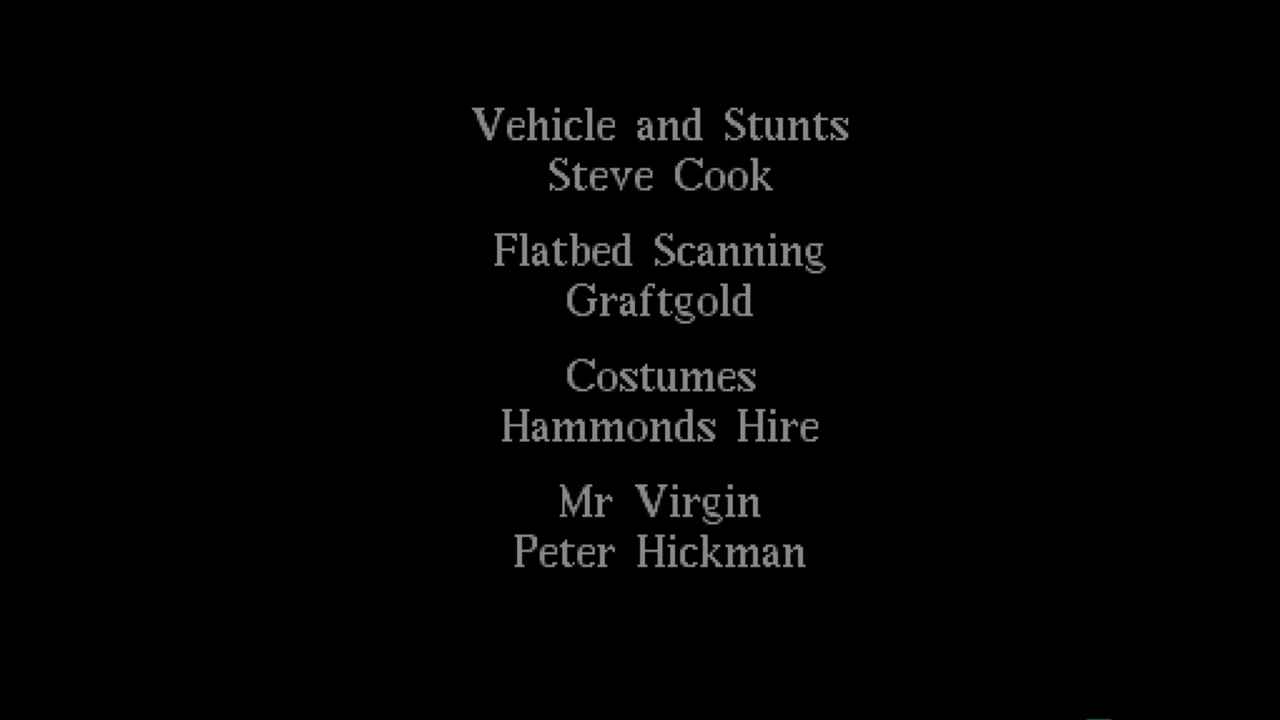 Vehicle and Stunts
Steve Cook
Flatbed Scanning
Graftgold
Costumes
Hammonds Hire
Mr Virgin
Peter Hickman